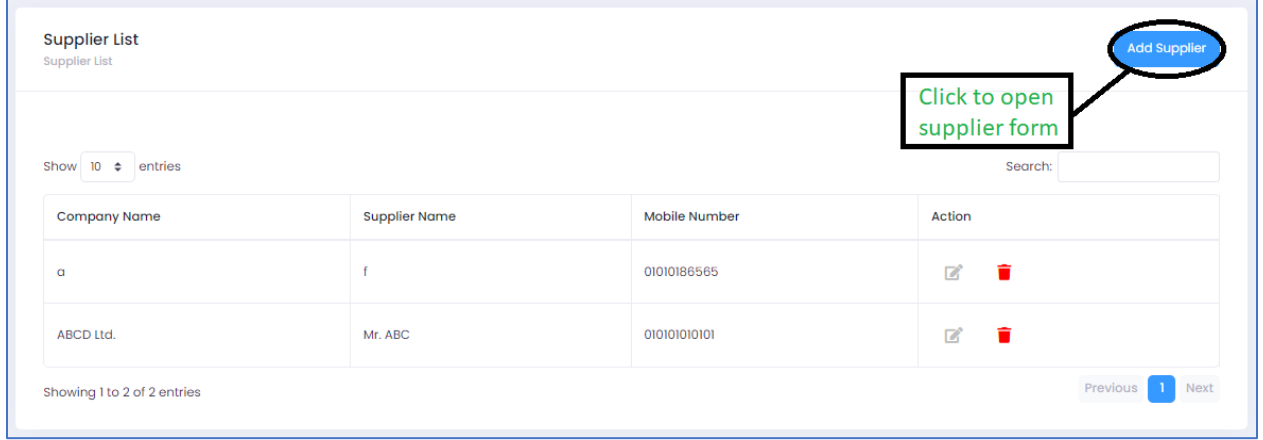 Supplier List
Supplier List
Add Supplier
Click to open
supplier form
Show 10 entries
Search:
Company Name Supplier Name Mobile Number Action
a f 01010186565
ABCD Ltd. Mr. ABC 010101010101
Showing 1 to 2 of 2 entries
Previous 1 Next